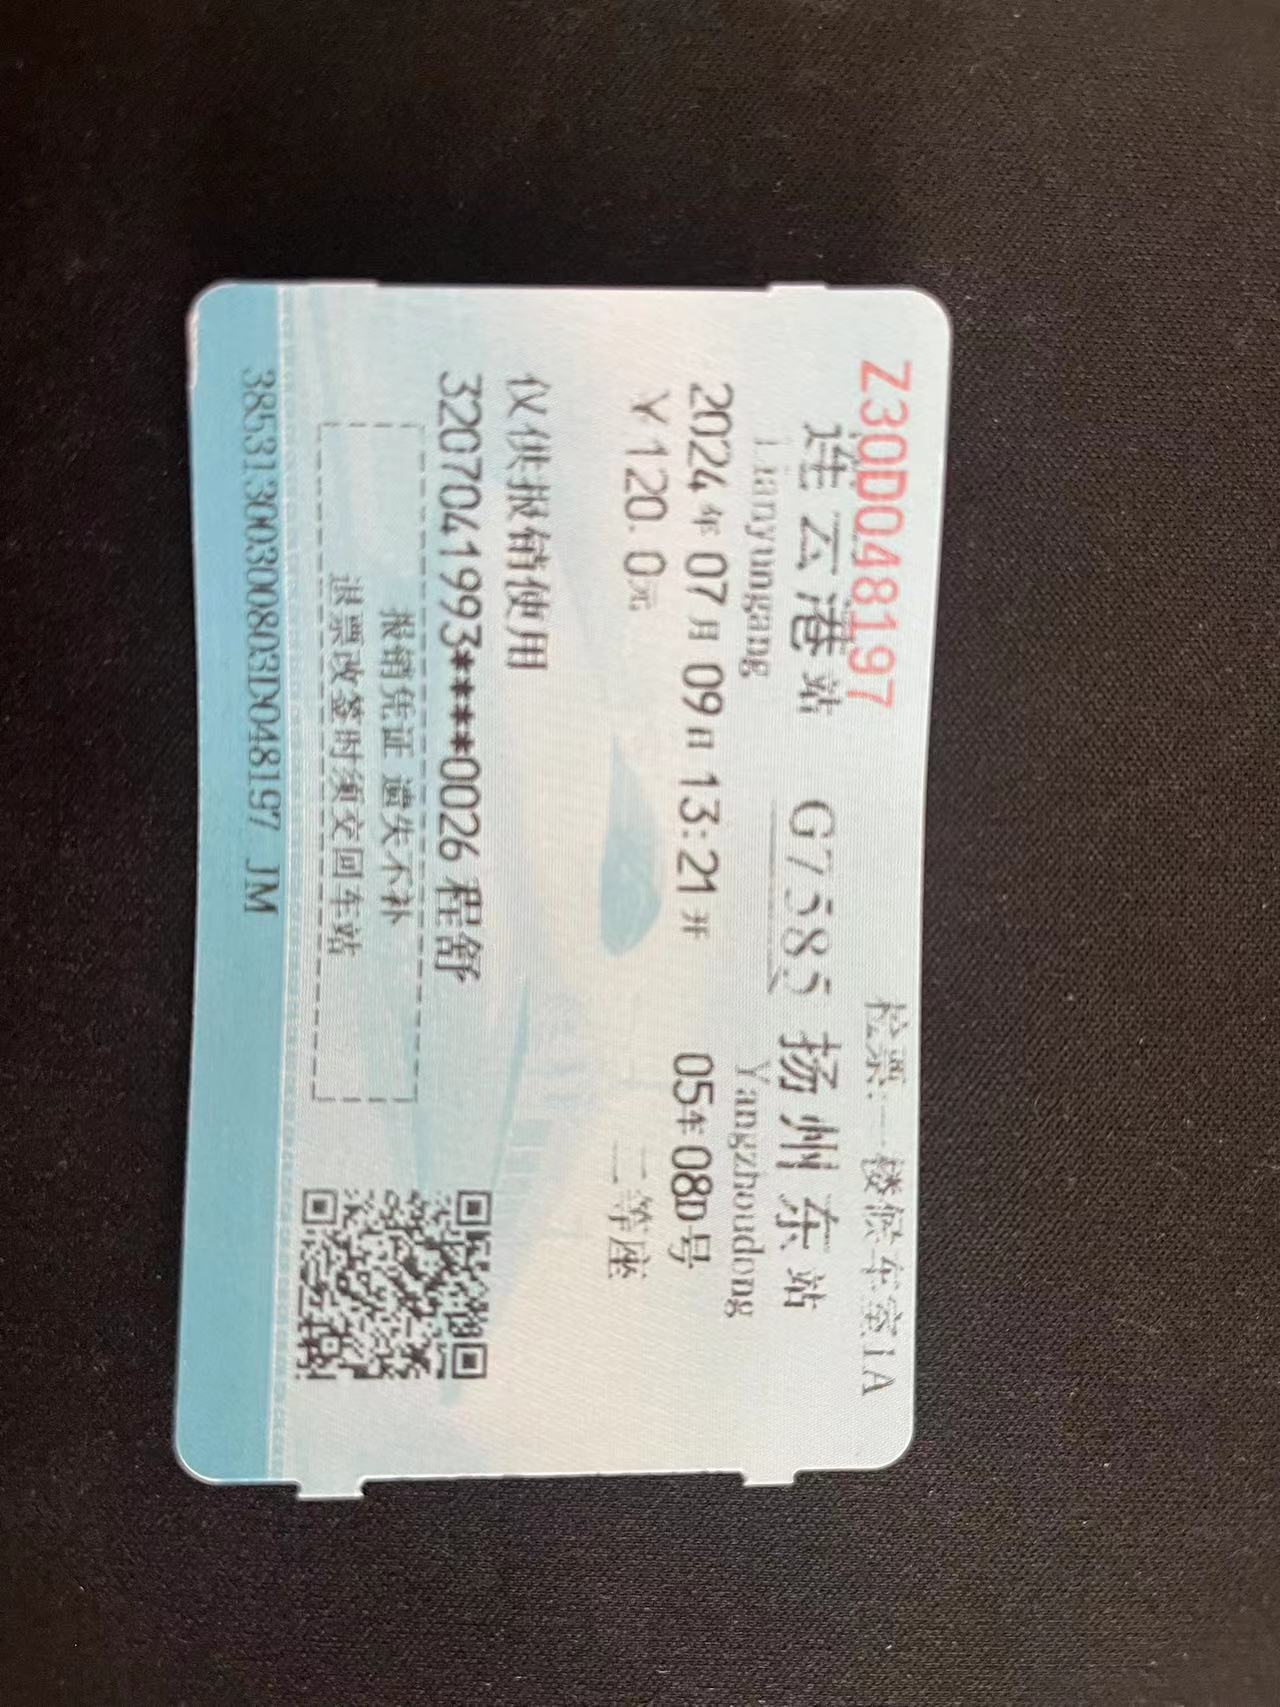 Z30D048197 检票:一楼候车室1A
连云港站 G7585 扬州东站
Lianyungang Yangzhoudong
2024年07月09日13:21开 05车08D号
¥120.0元 二等座
仅供报销使用
3207041993****0026 程舒
报销凭证 遗失不补
退票改签时须交回车站
38531300300803D048197 JM